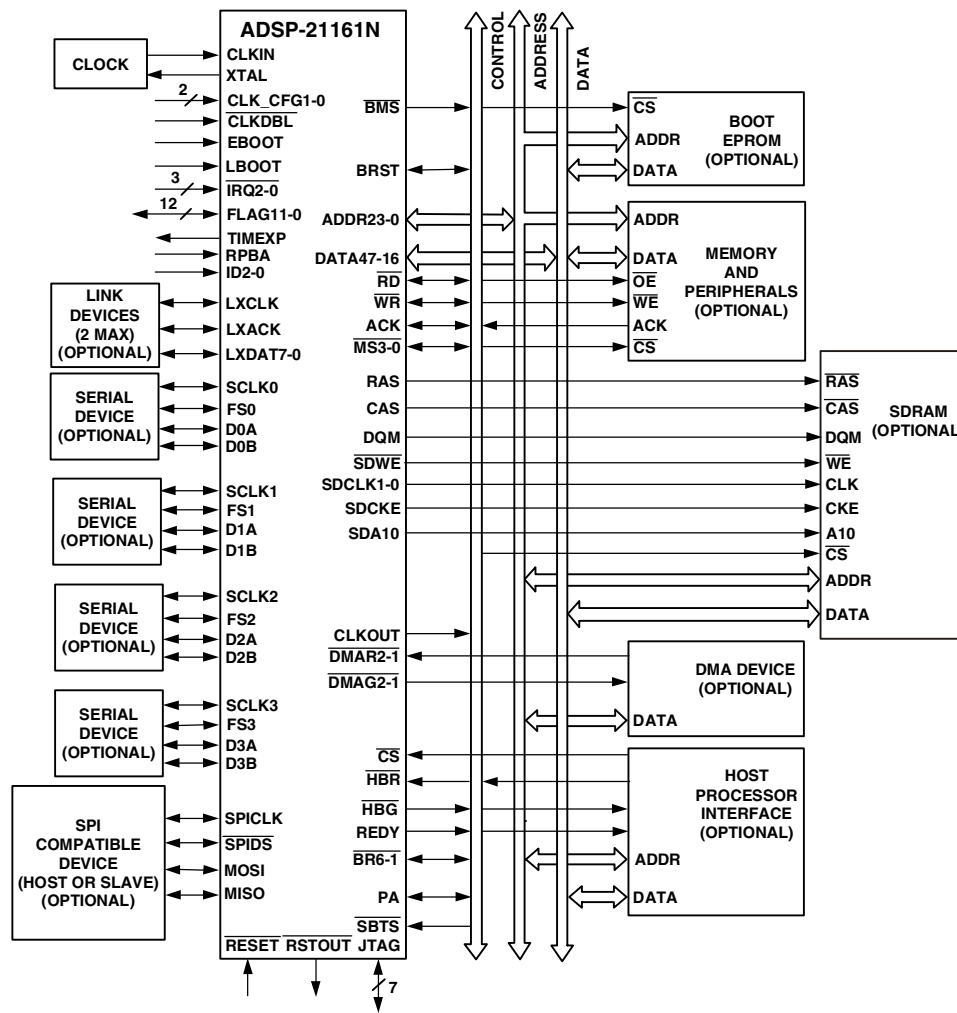 ADSP-21161N
CLOCK
CLKIN
XTAL
2
CLK_CFG1-0
CLKDBL
EBOOT
LBOOT
3
IRQ2-0
12
FLAG11-0
TIMEXP
RPBA
ID2-0
LINK
DEVICES
(2 MAX)
(OPTIONAL)
LXCLK
LXACK
LXDAT7-0
SERIAL
DEVICE
(OPTIONAL)
SCLK0
FS0
D0A
D0B
SERIAL
DEVICE
(OPTIONAL)
SCLK1
FS1
D1A
D1B
SERIAL
DEVICE
(OPTIONAL)
SCLK2
FS2
D2A
D2B
SERIAL
DEVICE
(OPTIONAL)
SCLK3
FS3
D3A
D3B
SPI
COMPATIBLE
DEVICE
(HOST OR SLAVE)
(OPTIONAL)
SPICLK
SPIDS
MOSI
MISO
RESET RSTOUT JTAG
7
BMS
BRST
ADDR23-0
DATA47-16
RD
WR
ACK
MS3-0
RAS
CAS
DQM
SDWE
SDCLK1-0
SDCKE
SDA10
CLKOUT
DMAR2-1
DMAG2-1
CS
HBR
HBG
REDY
BR6-1
PA
SBTS
CONTROL
ADDRESS
DATA
CS
ADDR
DATA
BOOT
EPROM
(OPTIONAL)
ADDR
DATA
OE
WE
ACK
CS
MEMORY
AND
PERIPHERALS
(OPTIONAL)
RAS
CAS
DQM
WE
CLK
CKE
A10
CS
ADDR
DATA
SDRAM
(OPTIONAL
DMA DEVICE
(OPTIONAL)
DATA
HOST
PROCESSOR
INTERFACE
(OPTIONAL)
ADDR
DATA